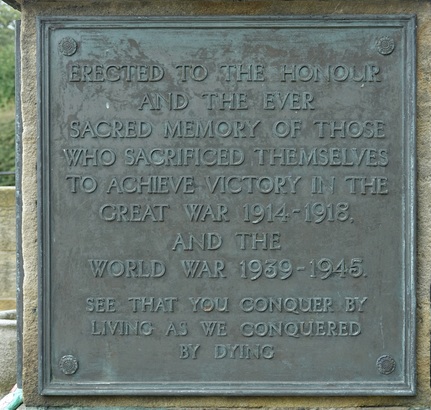 ERECTED TO THE HONOUR
AND THE EVER
SACRED MEMORY OF THOSE
WHO SACRIFICED THEMSELVES
TO ACHIEVE VICTORY IN THE
GREAT WAR 1914-1918,
AND THE
WORLD WAR 1939-1945.
SEE THAT YOU CONQUER BY
LIVING AS WE CONQUERED
BY DYING